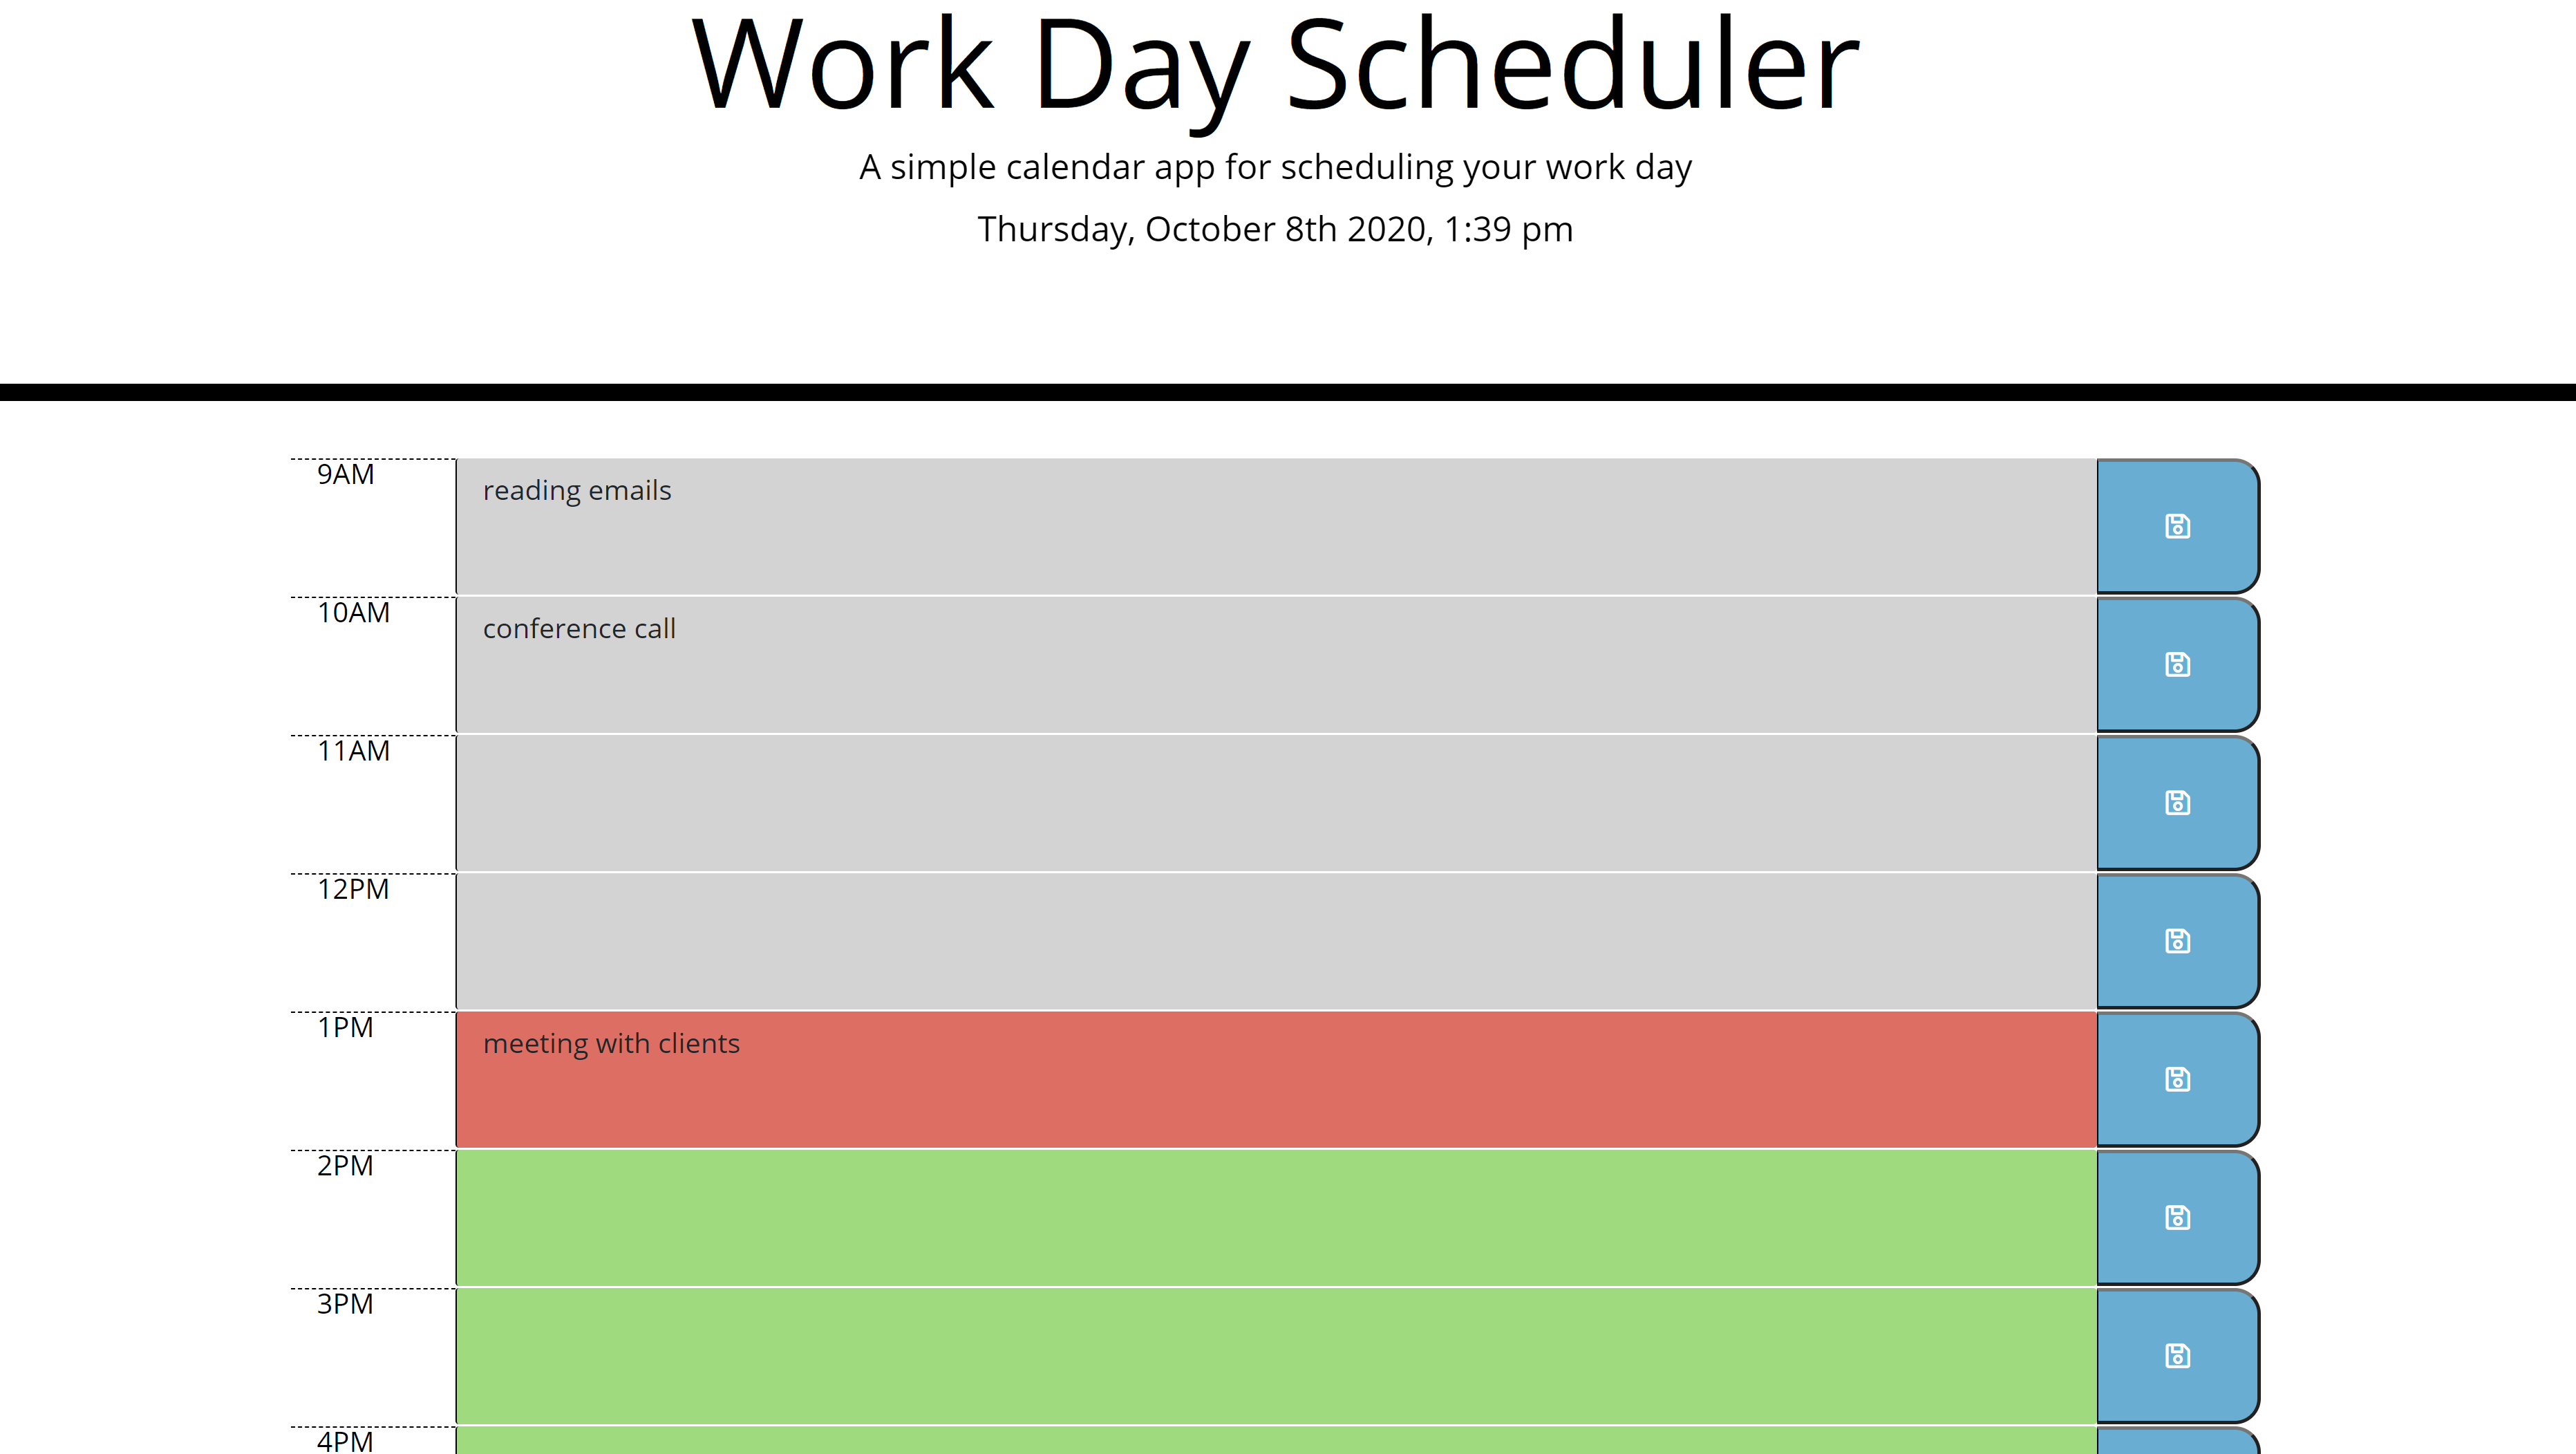 Work Day Scheduler
A simple calendar app for scheduling your work day
Thursday, October 8th 2020, 1:39 pm
9AM
reading emails
10AM
conference call
11AM
12PM
1PM
meeting with clients
2PM
3PM
4PM